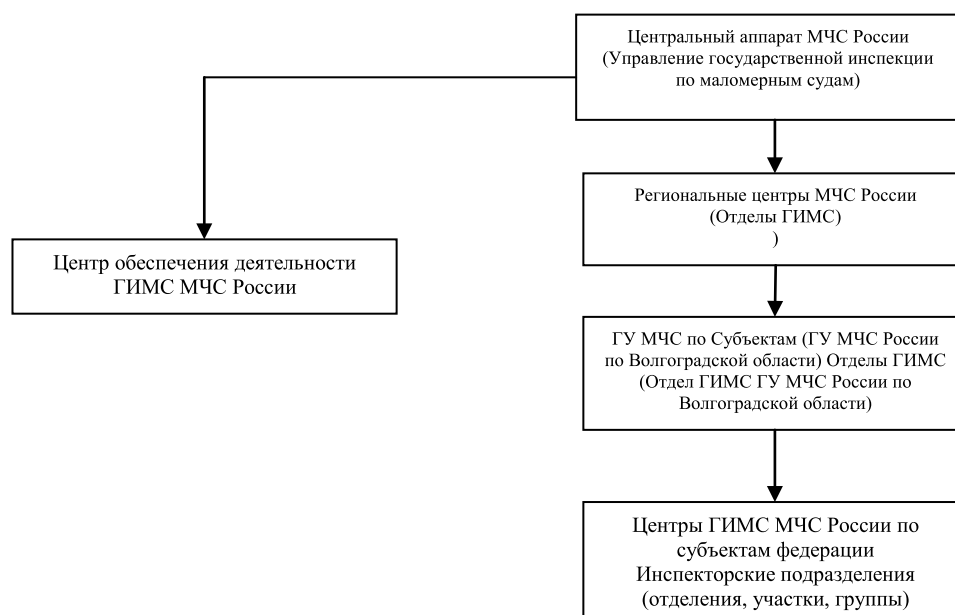 Центральный аппарат МЧС России
(Управление государственной инспекции
по маломерным судам)
Региональные центры МЧС России
(Отделы ГИМС)
)
Центр обеспечения деятельности
ГИМС МЧС России
ГУ МЧС по Субъектам (ГУ МЧС России
по Волгоградской области) Отделы ГИМС
(Отдел ГИМС ГУ МЧС России по
Волгоградской области)
Центры ГИМС МЧС России по
субъектам федерации
Инспекторские подразделения
(отделения, участки, группы)